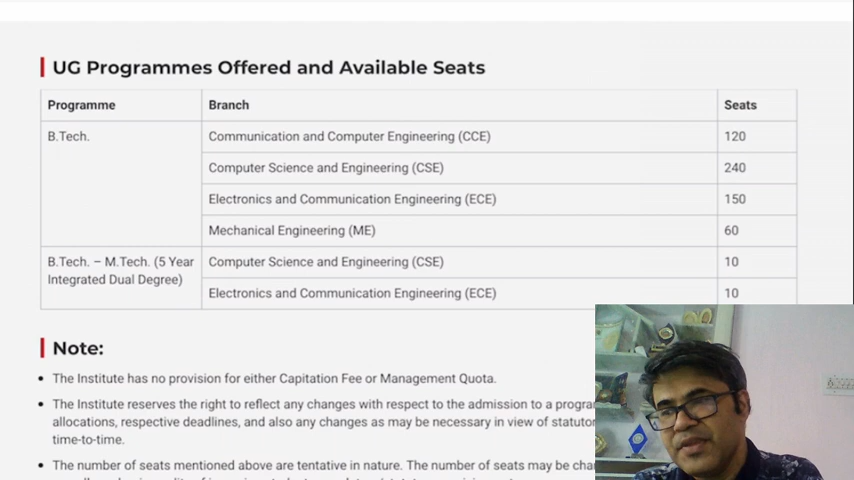 UG Programmes Offered and Available Seats
Programme Branch Seats
B.Tech. Communication and Computer Engineering (CCE) 120
Computer Science and Engineering (CSE) 240
Electronics and Communication Engineering (ECE) 150
Mechanical Engineering (ME) 60
B.Tech. – M.Tech. (5 Year Integrated Dual Degree) Computer Science and Engineering (CSE) 10
Electronics and Communication Engineering (ECE) 10
Note:
The Institute has no provision for either Capitation Fee or Management Quota.
The Institute reserves the right to reflect any changes with respect to the admission to a
allocations, respective deadlines, and also any changes as may be necessary in view of
time-to-time.
The number of seats mentioned above are tentative in nature. The number of seats may be